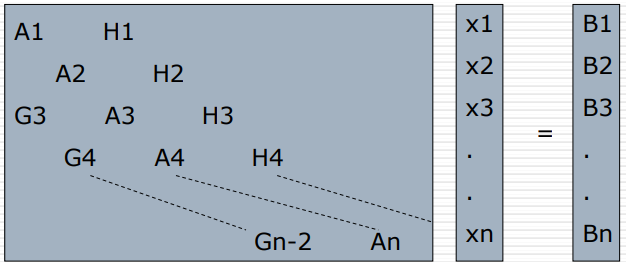 A1 H1 x1 B1
A2 H2 x2 B2
G3 A3 H3 x3 B3
=
G4 A4 H4 . .
. .
Gn-2 An xn Bn